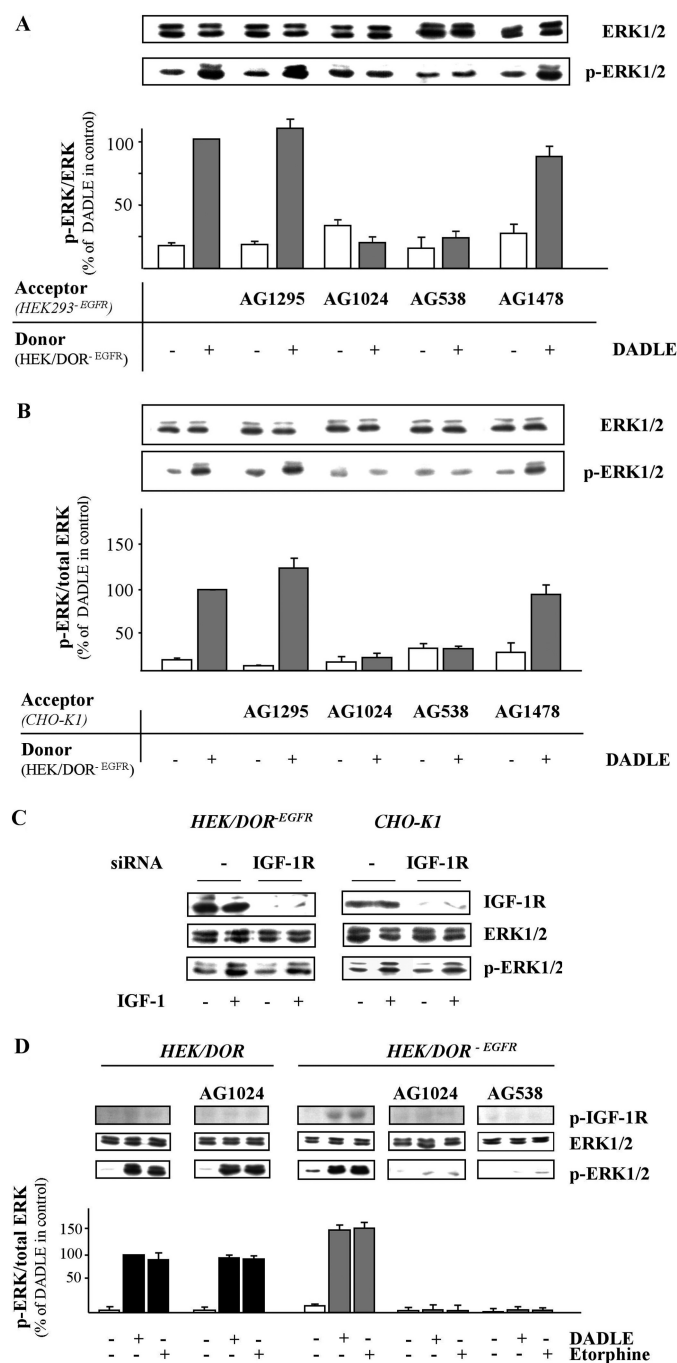 A
ERK1/2
p-ERK1/2
p-ERK/ERK
(% of DADLE in control)
100
50
Acceptor
(HEK293-EGFR)
AG1295 AG1024 AG538 AG1478
Donor
(HEK/DOR-EGFR)
- + - + - + - + - +
DADLE
B
ERK1/2
p-ERK1/2
p-ERK/total ERK
(% of DADLE in control)
150
100
50
Acceptor
(CHO-K1)
AG1295 AG1024 AG538 AG1478
Donor
(HEK/DOR-EGFR)
- + - + - + - + - +
DADLE
C
HEK/DOR-EGFR CHO-K1
siRNA - IGF-1R - IGF-1R
IGF-1R
ERK1/2
p-ERK1/2
IGF-1 - + - + - + - +
D
HEK/DOR HEK/DOR -EGFR
AG1024 AG1024 AG538
p-IGF-1R
ERK1/2
p-ERK1/2
p-ERK/total ERK
(% of DADLE in control)
150
100
50
- + - - + - - + - - + - - + - DADLE
- - + - - + - - + - - + - - + Etorphine